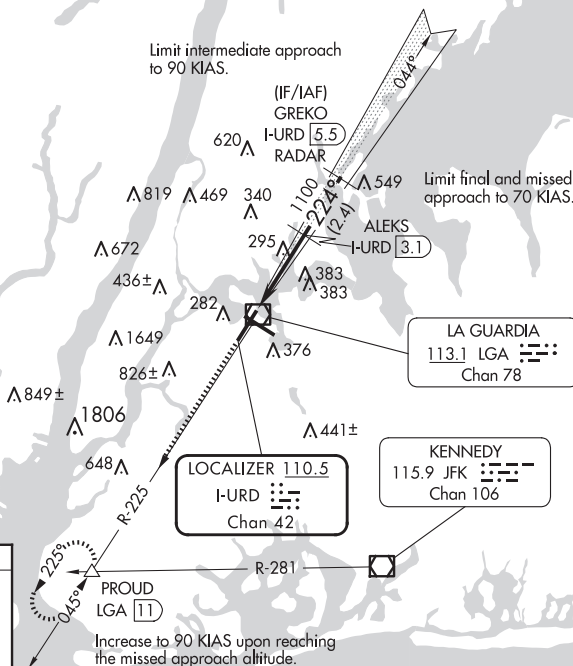 Limit intermediate approach
to 90 KIAS.
044°
(IF/IAF)
GREKO
I-URD 5.5
RADAR
620
549
Limit final and missed
approach to 70 KIAS.
819
469
340
1100
224°
(2.4)
ALEKS
I-URD 3.1
295
672
383
383
436±
282
LA GUARDIA
113.1 LGA
Chan 78
1649
376
826±
849±
1806
441±
KENNEDY
115.9 JFK
Chan 106
648
LOCALIZER 110.5
I-URD
Chan 42
R-225
R-281
225°
045°
PROUD
LGA 11
Increase to 90 KIAS upon reaching
the missed approach altitude.